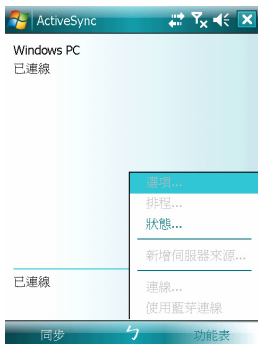 ActiveSync
Windows PC
已連線
選項...
排程...
狀態...
新增伺服器來源...
已連線
連線...
使用藍芽連線
同步
ㄅ
功能表